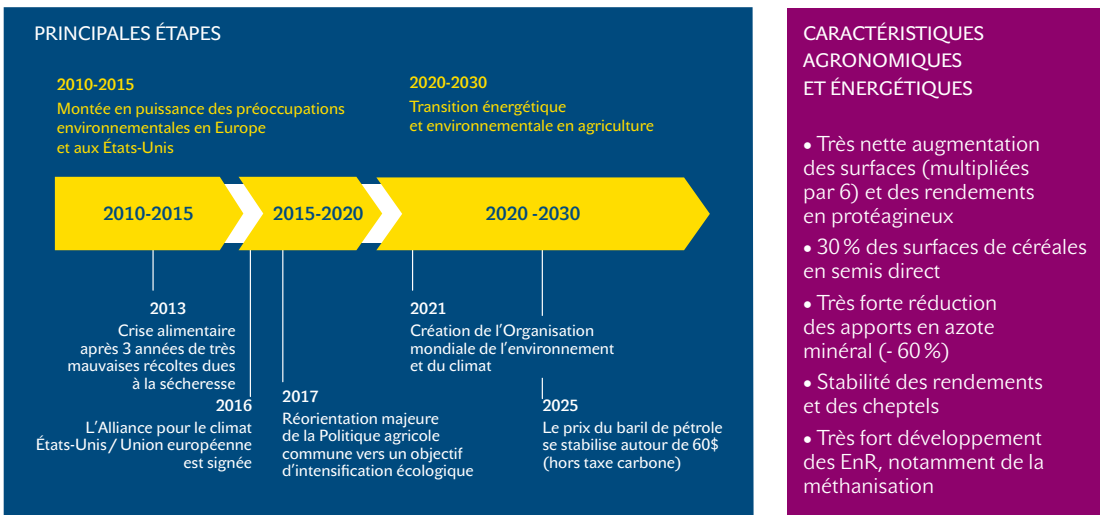 PRINCIPALES ÉTAPES
2010-2015
Montée en puissance des préoccupations
environnementales en Europe
et aux États-Unis
2020-2030
Transition énergétique
et environnementale en agriculture
2010-2015
2015-2020
2020 -2030
2013
Crise alimentaire
après 3 années de très
mauvaises récoltes dues
à la sécheresse
2016
L'Alliance pour le climat
États-Unis / Union européenne
est signée
2017
Réorientation majeure
de la Politique agricole
commune vers un objectif
d'intensification écologique
2021
Création de l'Organisation
mondiale de l'environnement
et du climat
2025
Le prix du baril de pétrole
se stabilise autour de 60$
(hors taxe carbone)
CARACTÉRISTIQUES
AGRONOMIQUES
ET ÉNERGÉTIQUES
• Très nette augmentation
des surfaces (multipliées
par 6) et des rendements
en protéagineux
• 30 % des surfaces de céréales
en semis direct
• Très forte réduction
des apports en azote
minéral (- 60 %)
• Stabilité des rendements
et des cheptels
• Très fort développement
des EnR, notamment de la
méthanisation